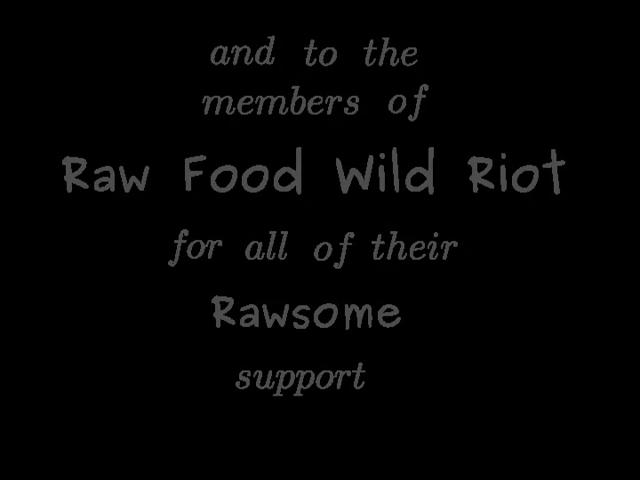 and to the
members of
Raw Food Wild Riot
for all of their
Rawsome
support